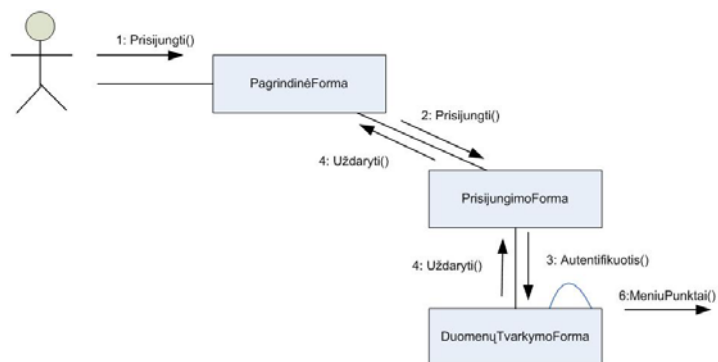 1: Prisijungti()
PagrindinėForma
2: Prisijungti()
4: Uždaryti()
PrisijungimoForma
4: Uždaryti()
3: Autentifikuotis()
6:MeniuPunktai()
DuomenųTvarkymoForma